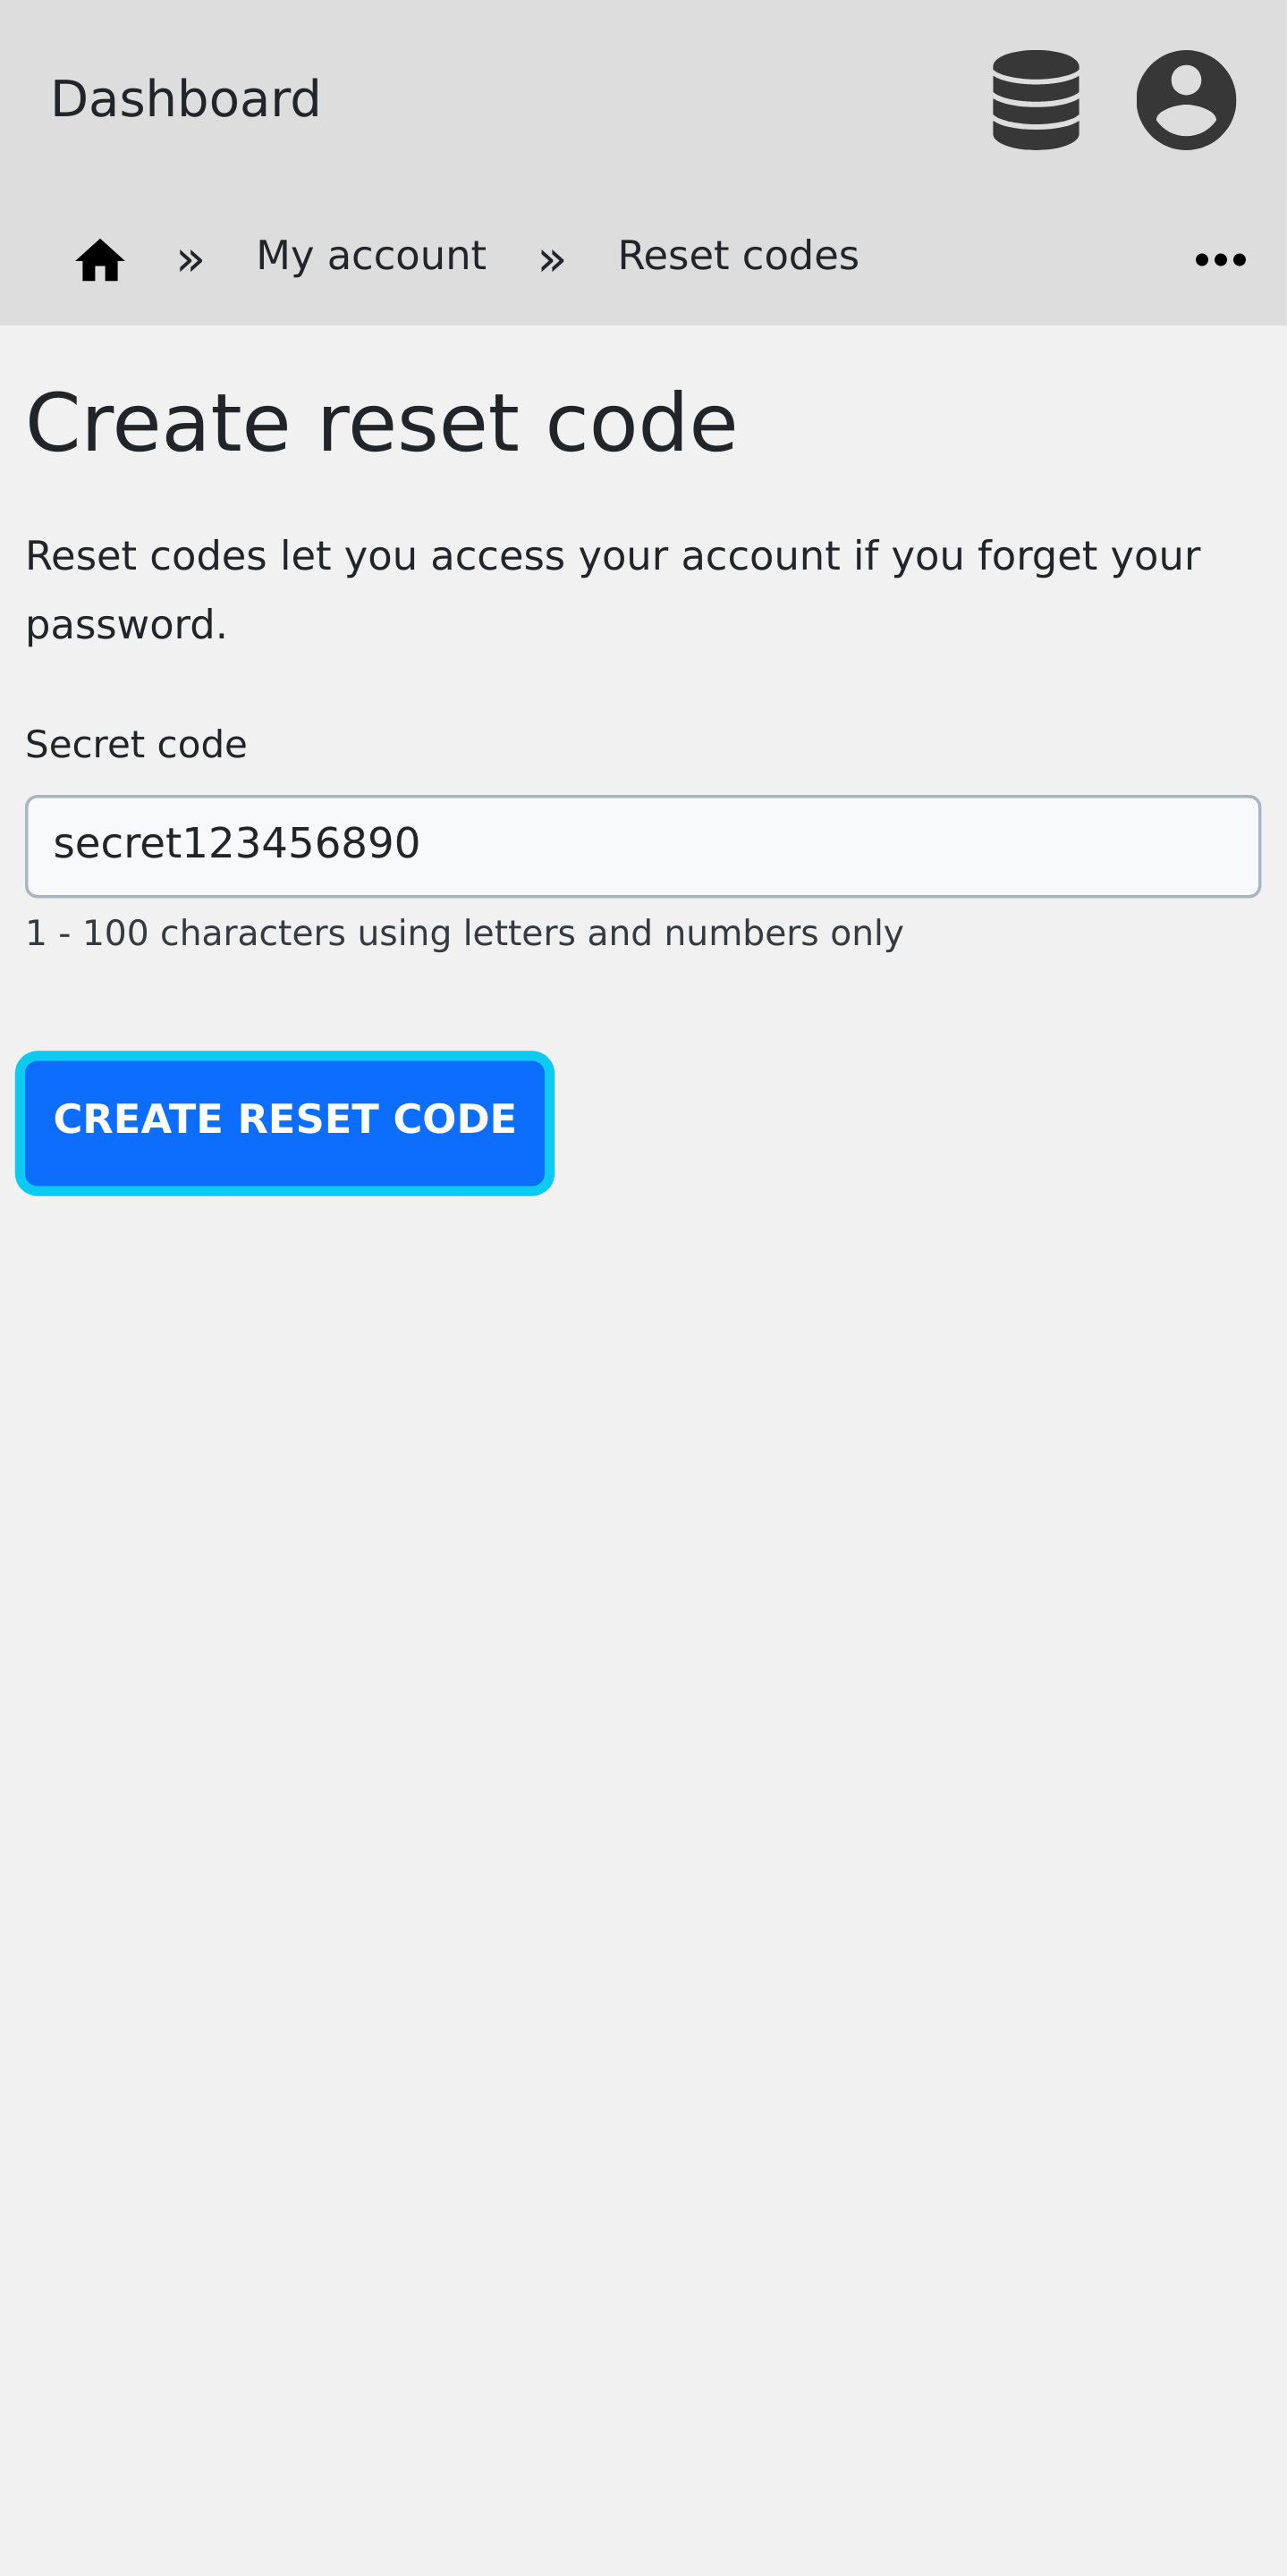 Dashboard
» My account » Reset codes
Create reset code
Reset codes let you access your account if you forget your
password.
Secret code
secret123456890
1 - 100 characters using letters and numbers only
CREATE RESET CODE